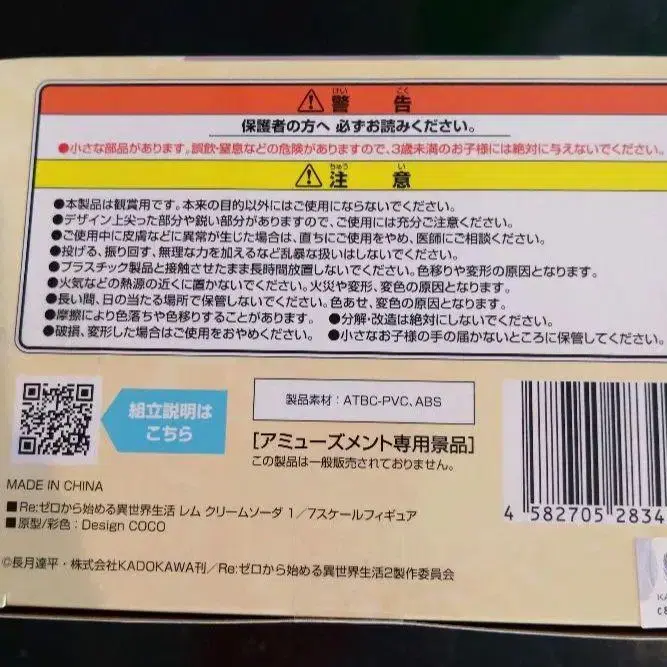 警告
保護者の方へ 必ずお読みください。
●小さな部品があります。誤飲・窒息などの危険がありますので、3歳未満のお子様には絶対に与えないでください。
注意
●本製品は観賞用です。本来の目的以外にはご使用にならないでください。
●デザイン上尖った部分や鋭い部分がありますので、ご使用には充分ご注意ください。
●ご使用中に皮膚などに異常が生じた場合は、直ちにご使用をやめ、医師にご相談ください。
●投げる、振り回す、無理な力を加えるなど乱暴な扱いはしないでください。
●プラスチック製品と接触させたまま長時間放置しないでください。色移りや変形の原因となります。
●火気などの熱源の近くに置かないでください。火災や変形、変色の原因となります。
●長い間、日の当たる場所で保管しないでください。色あせ、変色の原因となります。
●摩擦により色落ちや色移りすることがあります。 ●分解・改造は絶対にしないでください。
●破損、変形した場合はご使用をおやめください。 ●小さなお子様の手の届かないところに保管してください。
組立説明は
こちら
製品素材：ATBC-PVC、ABS
[アミューズメント専用景品]
この製品は一般販売されておりません。
MADE IN CHINA
■Re:ゼロから始める異世界生活 レム クリームソーダ 1／7スケールフィギュア
■原型/彩色：Design COCO
4 582705 2834
©長月達平・株式会社KADOKAWA刊／Re:ゼロから始める異世界生活2製作委員会